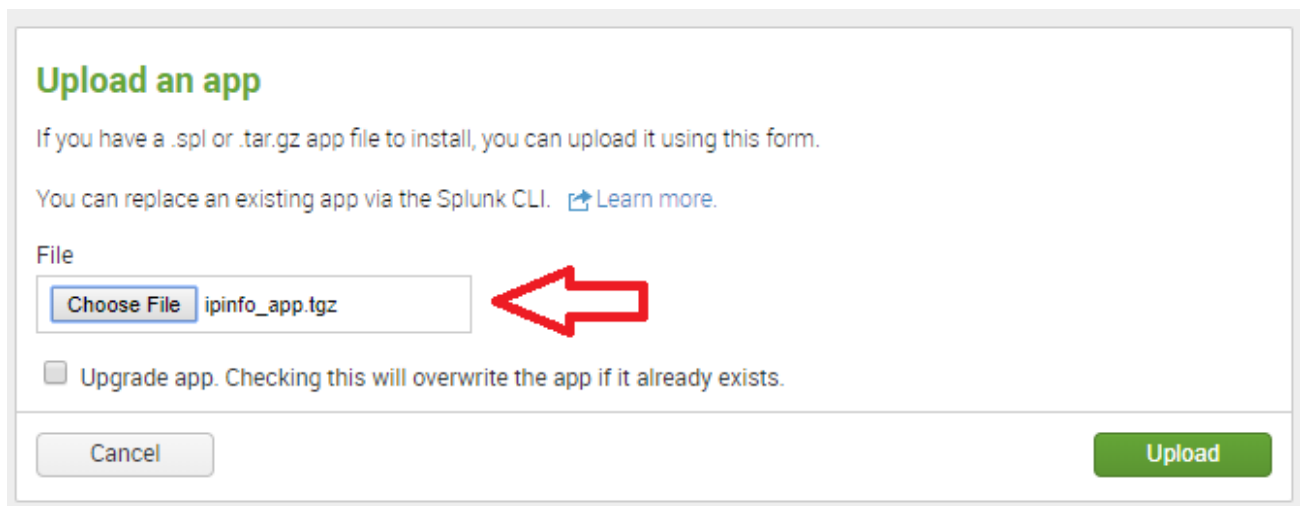 Upload an app
If you have a .spl or .tar.gz app file to install, you can upload it using this form.
You can replace an existing app via the Splunk CLI. Learn more.
File
Choose File ipinfo_app.tgz
Upgrade app. Checking this will overwrite the app if it already exists.
Cancel Upload